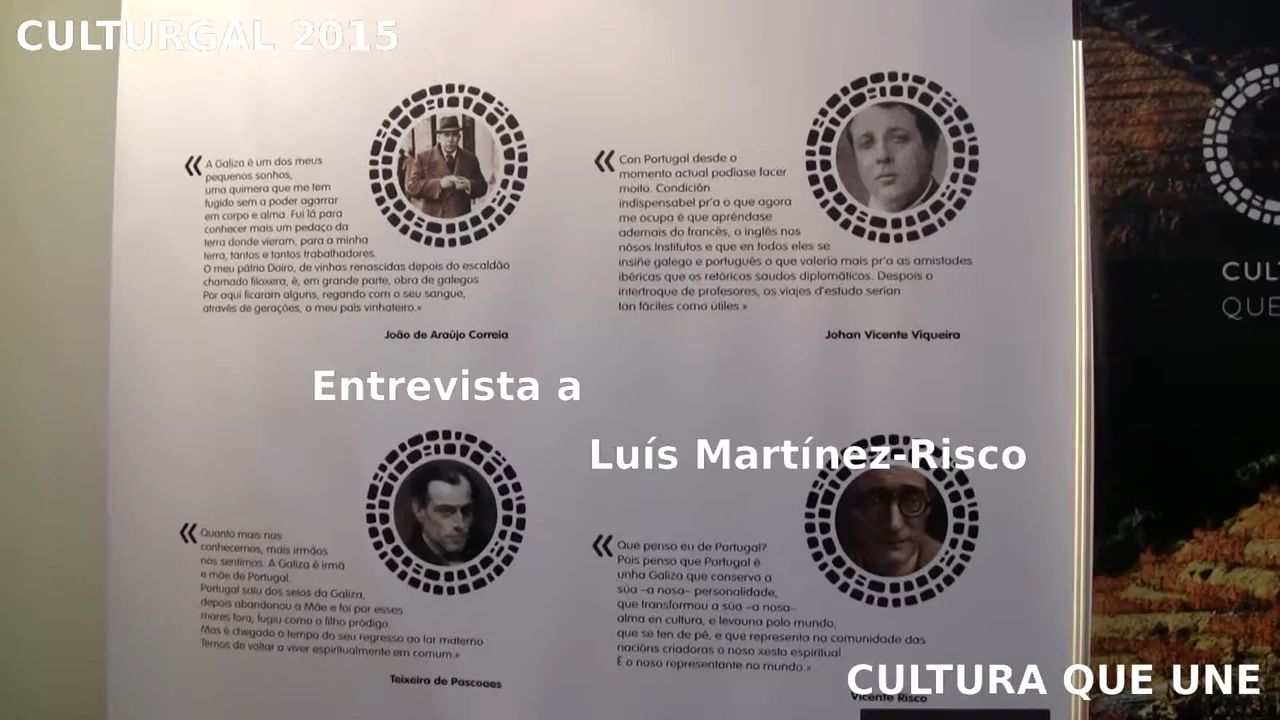 CULTURGAL 2015
« A Galiza é um dos meus
pequenos sonhos,
uma quimera que me tem
fugido sem a poder agarrar
em corpo e alma. Fui lá para
conhecer mais um pedaço da
terra donde vieram, para a minha
terra, tantos e tantos trabalhadores.
O meu pátrio Doiro, de vinhas renascidas depois do escaldão
chamado filoxera, é, em grande parte, obra de galegos
Por aqui ficaram alguns, regando com o seu sangue,
através de gerações, o meu país vinhateiro.»
João de Araújo Correia
« Con Portugal desde o
momento actual podíase facer
moito. Condición
indispensabel pr'a o que agora
me ocupa é que apréndase
ademais do francés, o inglés nos
nósos Institutos e que en todos eles se
insiñe galego e portugués o que valería mais pr'a as amistades
ibéricas que os retóricos saudos diplomáticos. Despois o
intertroque de profesores, os viajes d'estudo serían
tan fáciles como útiles.»
Johan Vicente Viqueira
Entrevista a
Luís Martínez-Risco
« Quanto mais nos
conhecemos, mais irmãos
nos sentimos. A Galiza é irmã
e mãe de Portugal.
Portugal saiu dos seios da Galiza,
depois abandonou a Mãe e foi por esses
mares fora; fugiu como o filho pródigo.
Mas é chegado o tempo do seu regresso ao lar materno
Temos de voltar a viver espiritualmente em comum.»
Teixeira de Pascoaes
« Que penso eu de Portugal?
Pois penso que Portugal é
unha Galiza que conserva a
súa –a nosa– personalidade,
que transformou a súa –a nosa–
alma en cultura, e levouna polo mundo,
que se ten de pé, e que representa na comunidade das
nacións criadoras o noso xesto espiritual
É o noso representante no mundo.»
Vicente Risco
CUL
QUE
CULTURA QUE UNE